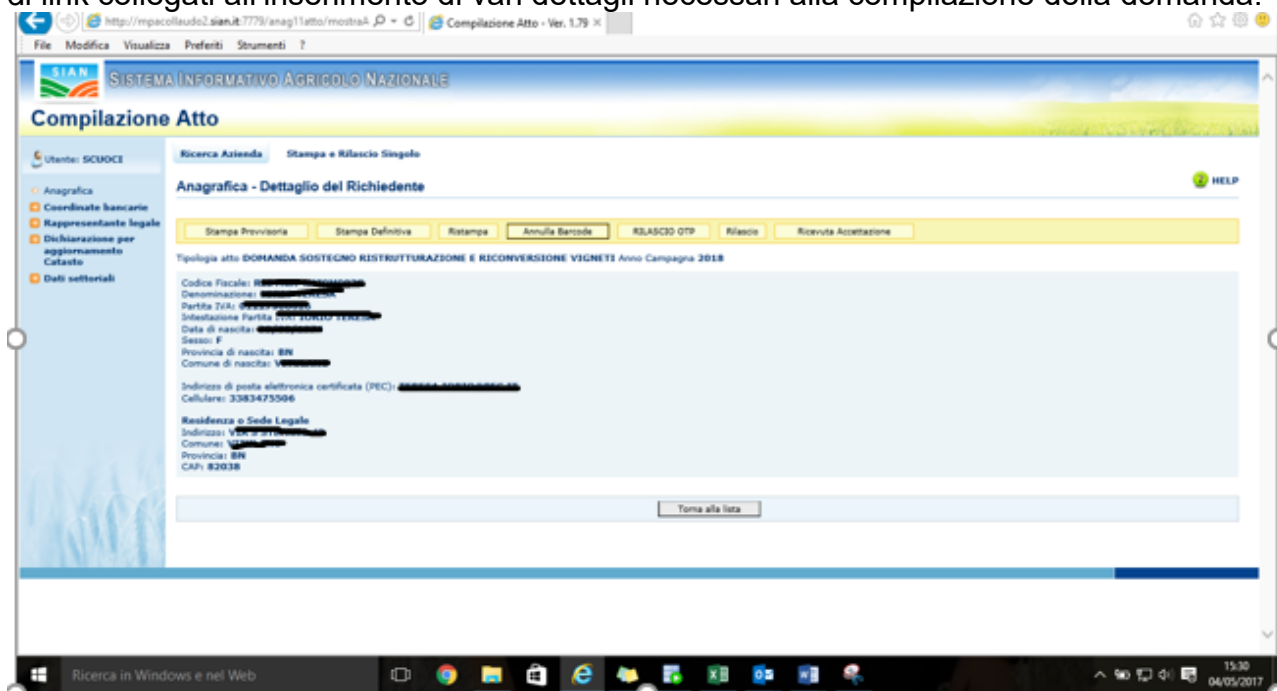 di link collegati all'inserimento di vari dettagli necessari alla compilazione della domanda.
Compilazione Atto - Ver. 1.79 ×
File Modifica Visualizza Preferiti Strumenti ?
SIAN SISTEMA INFORMATIVO AGRICOLO NAZIONALE
Compilazione Atto
Utente: SCUOCI
Ricerca Azienda Stampa e Rilascio Singolo
Anagrafica - Dettaglio del Richiedente
HELP
Anagrafica
Coordinate bancarie
Rappresentante legale
Dichiarazione per
aggiornamento
Catasto
Dati settoriali
Stampa Provvisoria Stampa Definitiva Ristampa Annulla Barcode RILASCIO OTP Rilascio Ricevuta Accettazione
Tipologia atto DOMANDA SOSTEGNO RISTRUTTURAZIONE E RICONVERSIONE VIGNETI Anno Campagna 2018
Codice Fiscale:
Denominazione:
Partita IVA:
Intestazione Partita IVA:
Data di nascita:
Sesso: F
Provincia di nascita: BN
Comune di nascita:
Indirizzo di posta elettronica certificata (PEC):
Cellulare: 3383475506
Residenza o Sede Legale
Indirizzo:
Comune:
Provincia: BN
CAP: 82038
Torna alla lista
Ricerca in Windows e nel Web
15:30
04/05/2017